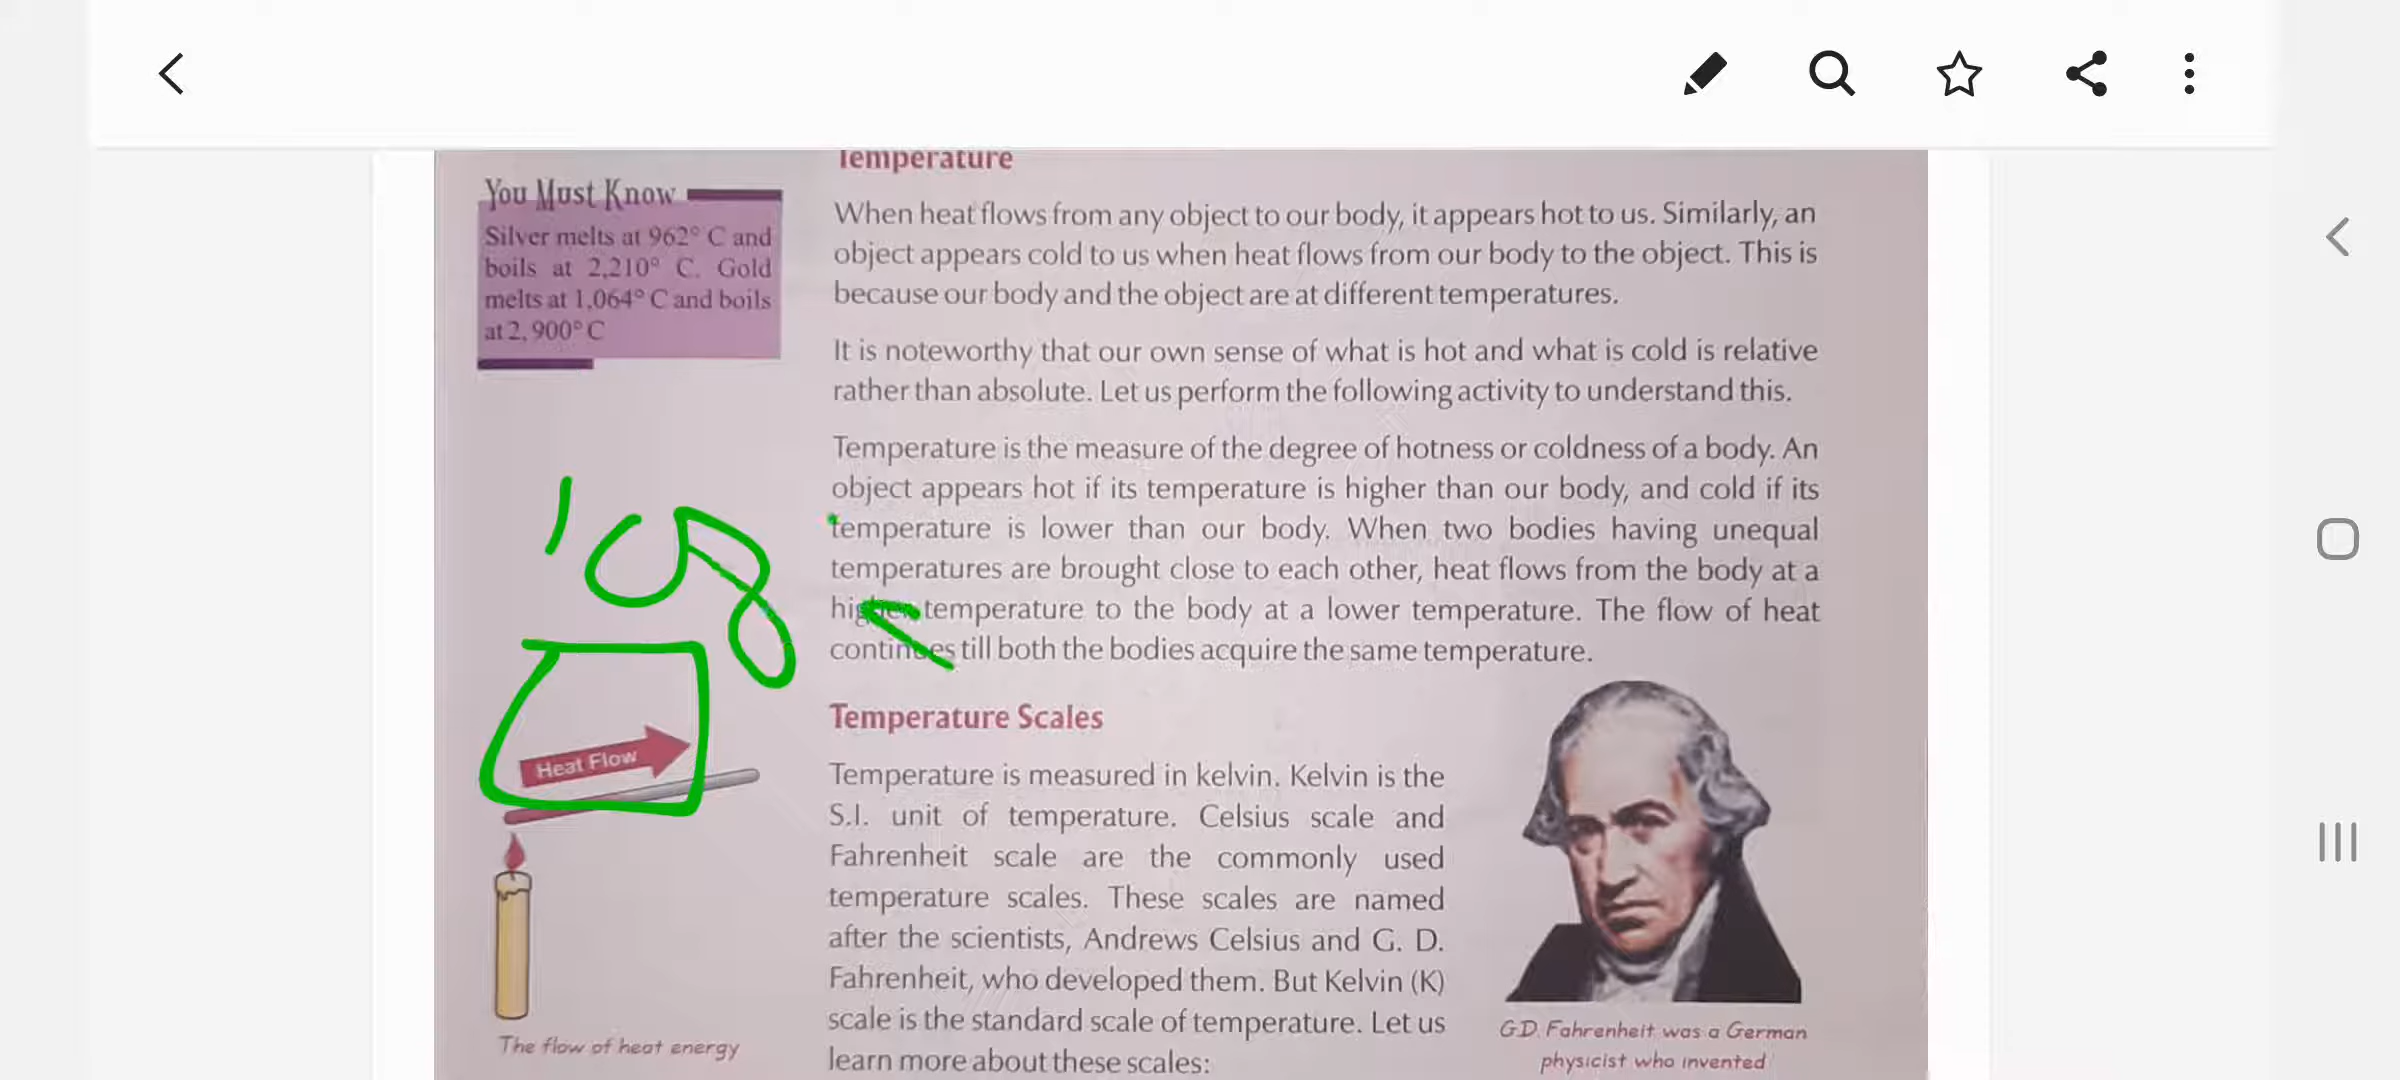 Temperature
You Must Know
Silver melts at 962° C and
boils at 2,210° C. Gold
melts at 1,064° C and boils
at 2, 900° C
When heat flows from any object to our body, it appears hot to us. Similarly, an
object appears cold to us when heat flows from our body to the object. This is
because our body and the object are at different temperatures.
It is noteworthy that our own sense of what is hot and what is cold is relative
rather than absolute. Let us perform the following activity to understand this.
Temperature is the measure of the degree of hotness or coldness of a body. An
object appears hot if its temperature is higher than our body, and cold if its
temperature is lower than our body. When two bodies having unequal
temperatures are brought close to each other, heat flows from the body at a
higher temperature to the body at a lower temperature. The flow of heat
continues till both the bodies acquire the same temperature.
Heat Flow
The flow of heat energy
Temperature Scales
Temperature is measured in kelvin. Kelvin is the
S.I. unit of temperature. Celsius scale and
Fahrenheit scale are the commonly used
temperature scales. These scales are named
after the scientists, Andrews Celsius and G. D.
Fahrenheit, who developed them. But Kelvin (K)
scale is the standard scale of temperature. Let us
learn more about these scales:
G.D. Fahrenheit was a German
physicist who invented